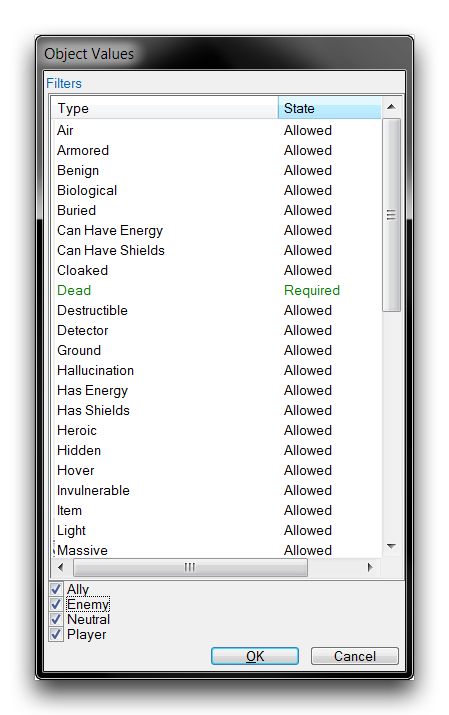 Object Values
Filters
Type State
Air Allowed
Armored Allowed
Benign Allowed
Biological Allowed
Buried Allowed
Can Have Energy Allowed
Can Have Shields Allowed
Cloaked Allowed
Dead Required
Destructible Allowed
Detector Allowed
Ground Allowed
Hallucination Allowed
Has Energy Allowed
Has Shields Allowed
Heroic Allowed
Hidden Allowed
Hover Allowed
Invulnerable Allowed
Item Allowed
Light Allowed
Massive Allowed
Ally
Enemy
Neutral
Player
OK Cancel